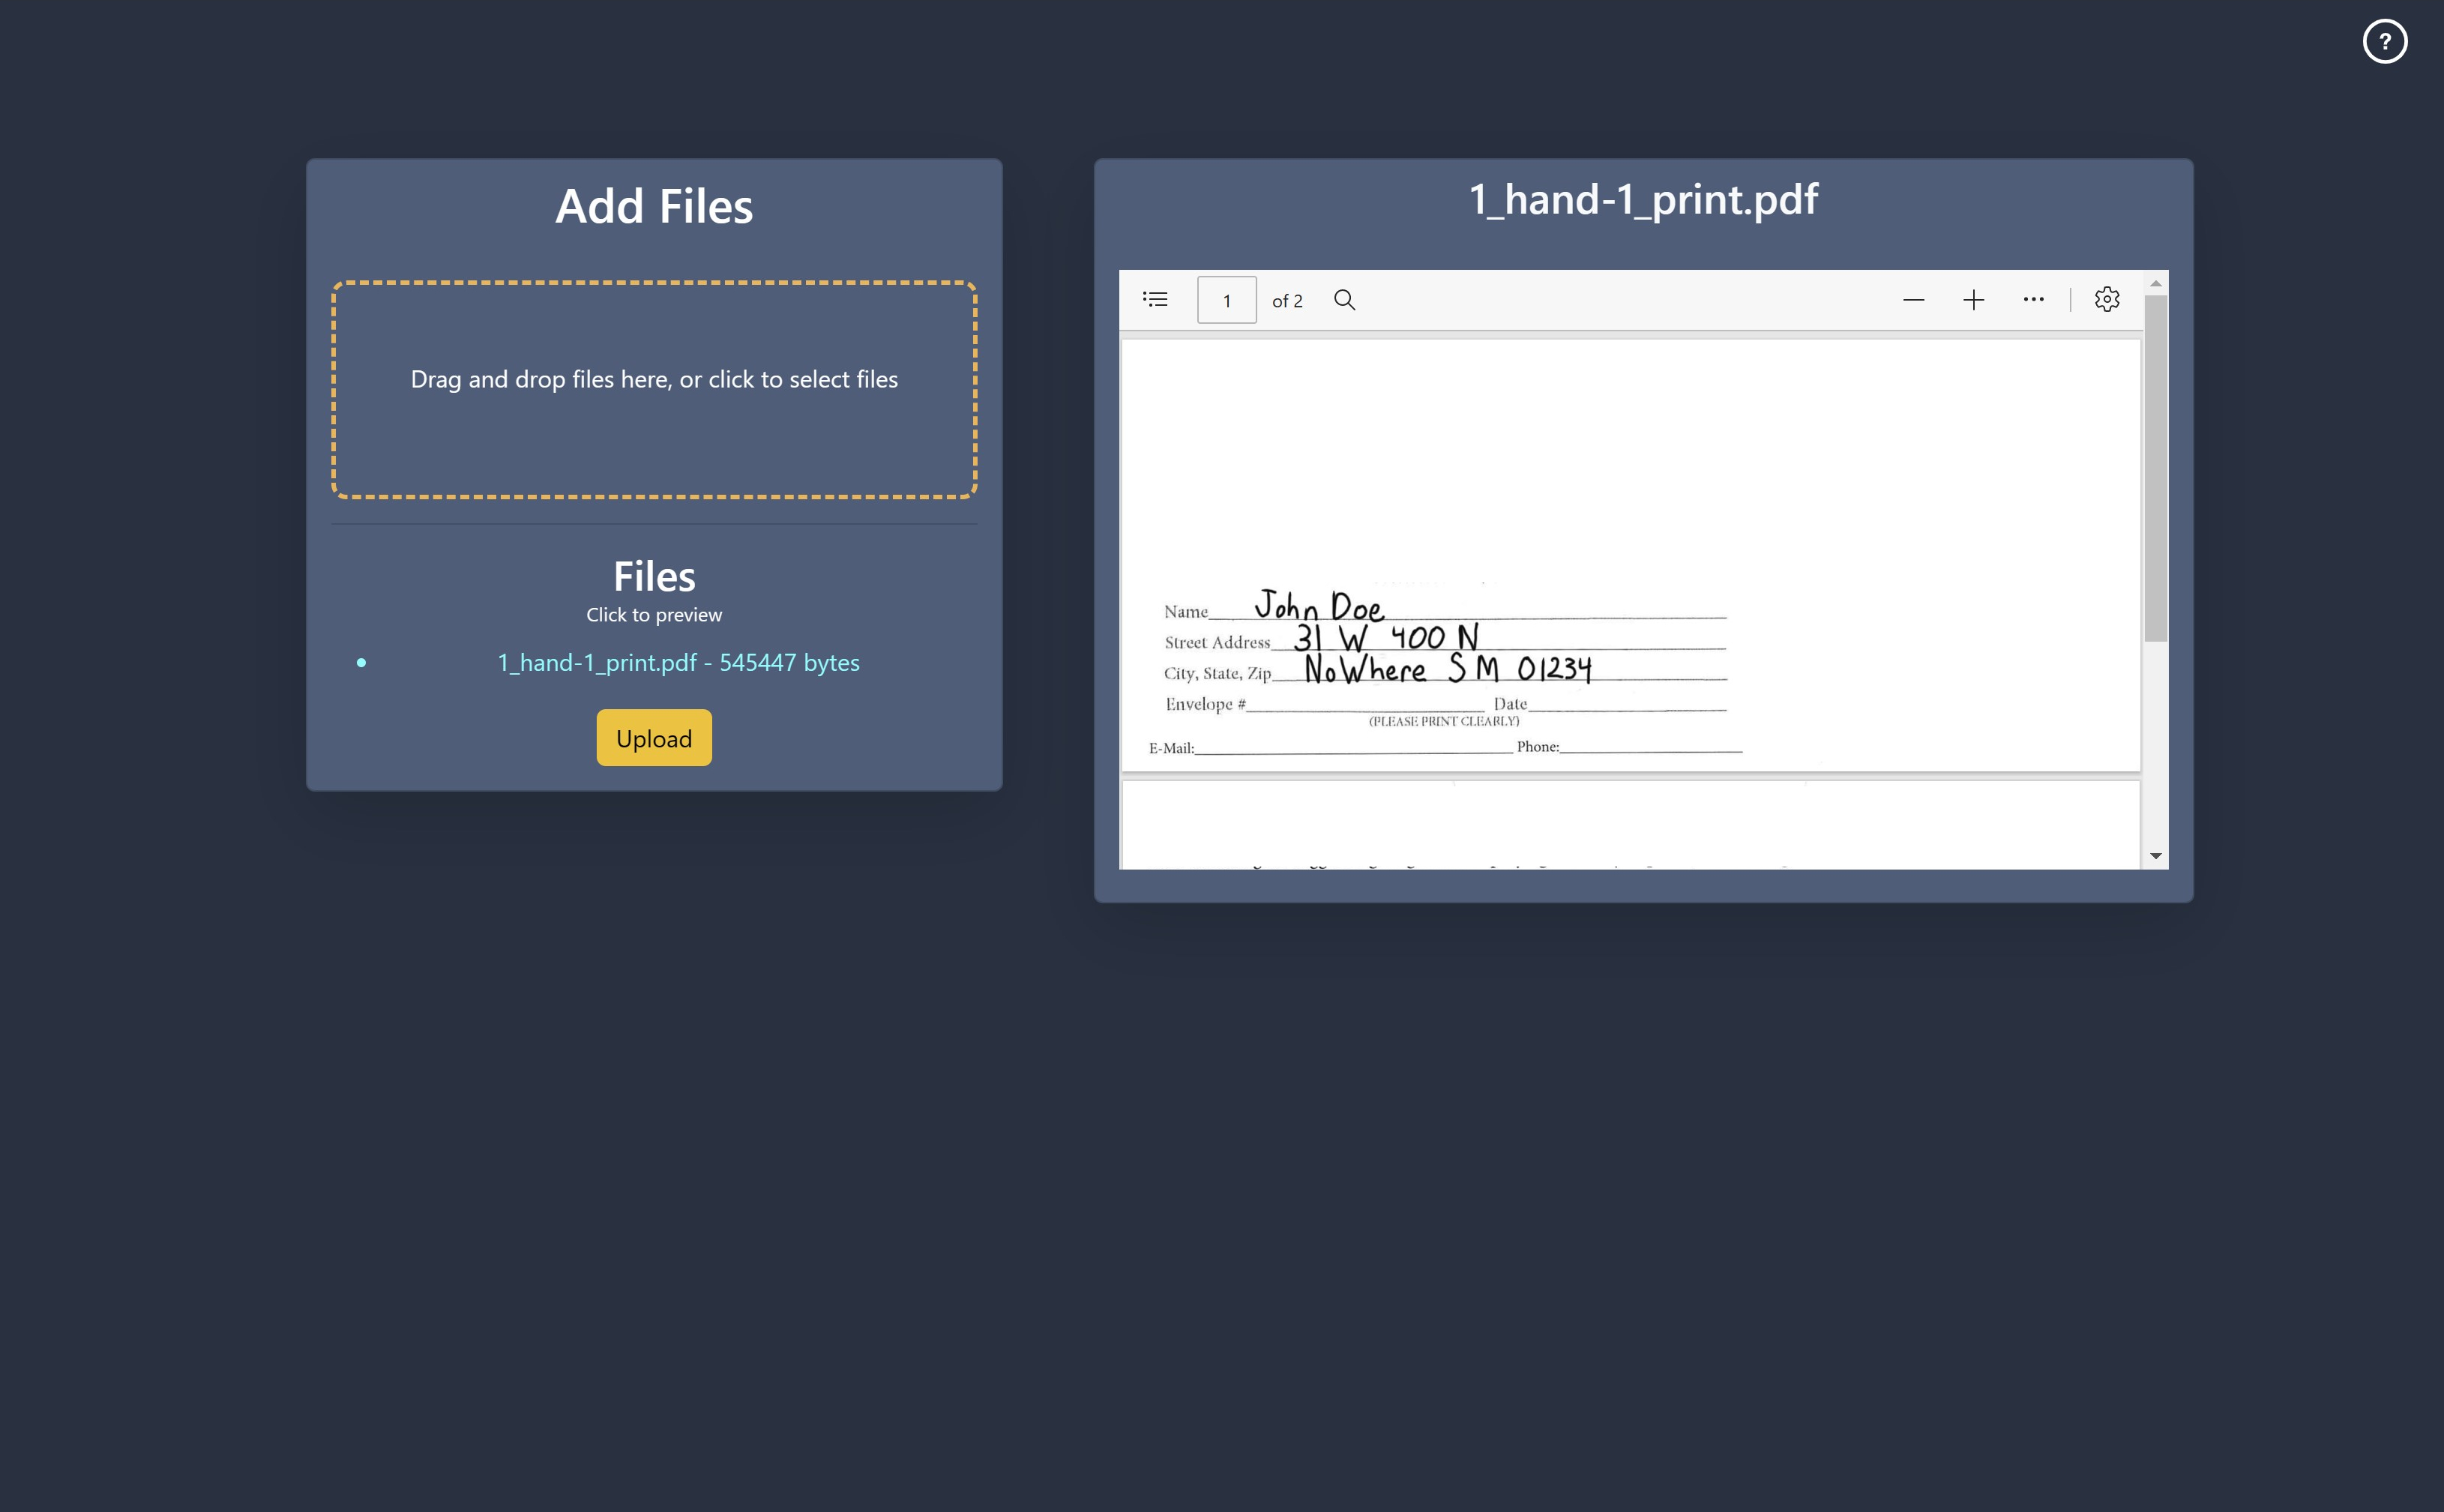 ?
Add Files
Drag and drop files here, or click to select files
Files
Click to preview
1_hand-1_print.pdf - 545447 bytes
Upload
1_hand-1_print.pdf
1 of 2
Name John Doe
Street Address 31 W 400 N
City, State, Zip NoWhere S M 01234
Envelope # Date
(PLEASE PRINT CLEARLY)
E-Mail: Phone: